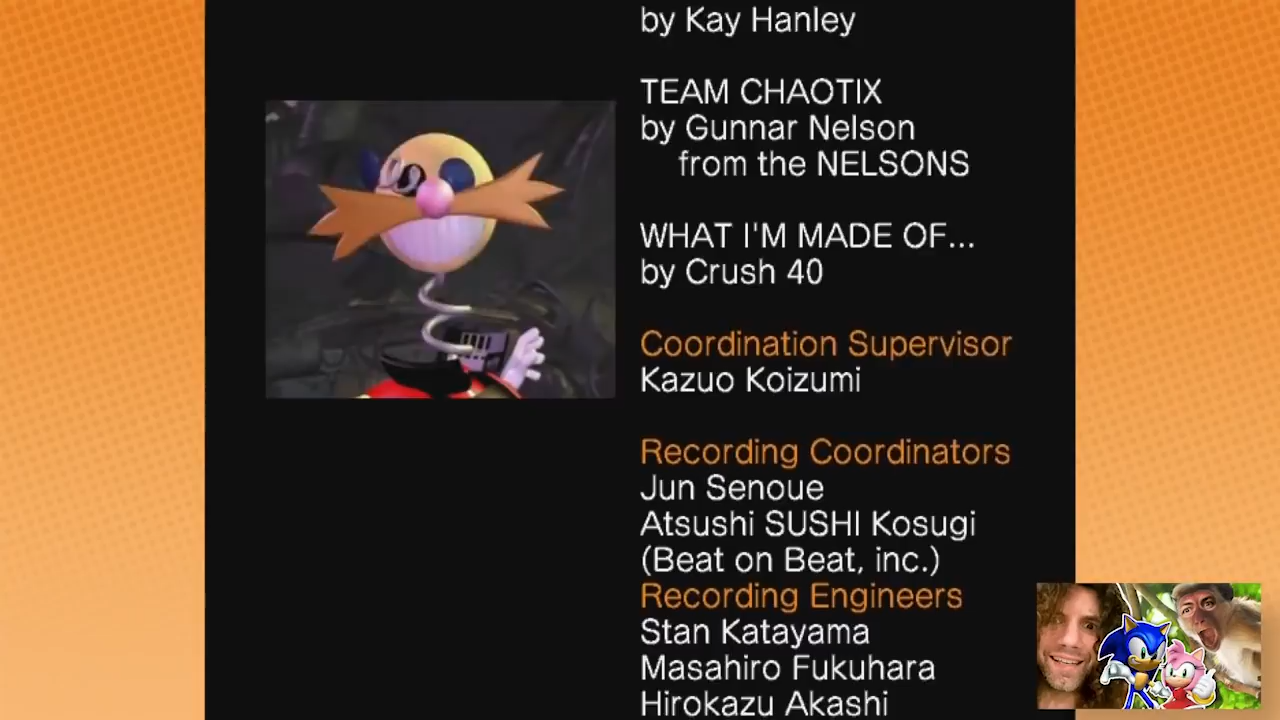 by Kay Hanley
TEAM CHAOTIX
by Gunnar Nelson
from the NELSONS
WHAT I'M MADE OF...
by Crush 40
Coordination Supervisor
Kazuo Koizumi
Recording Coordinators
Jun Senoue
Atsushi SUSHI Kosugi
(Beat on Beat, inc.)
Recording Engineers
Stan Katayama
Masahiro Fukuhara
Hirokazu Akashi